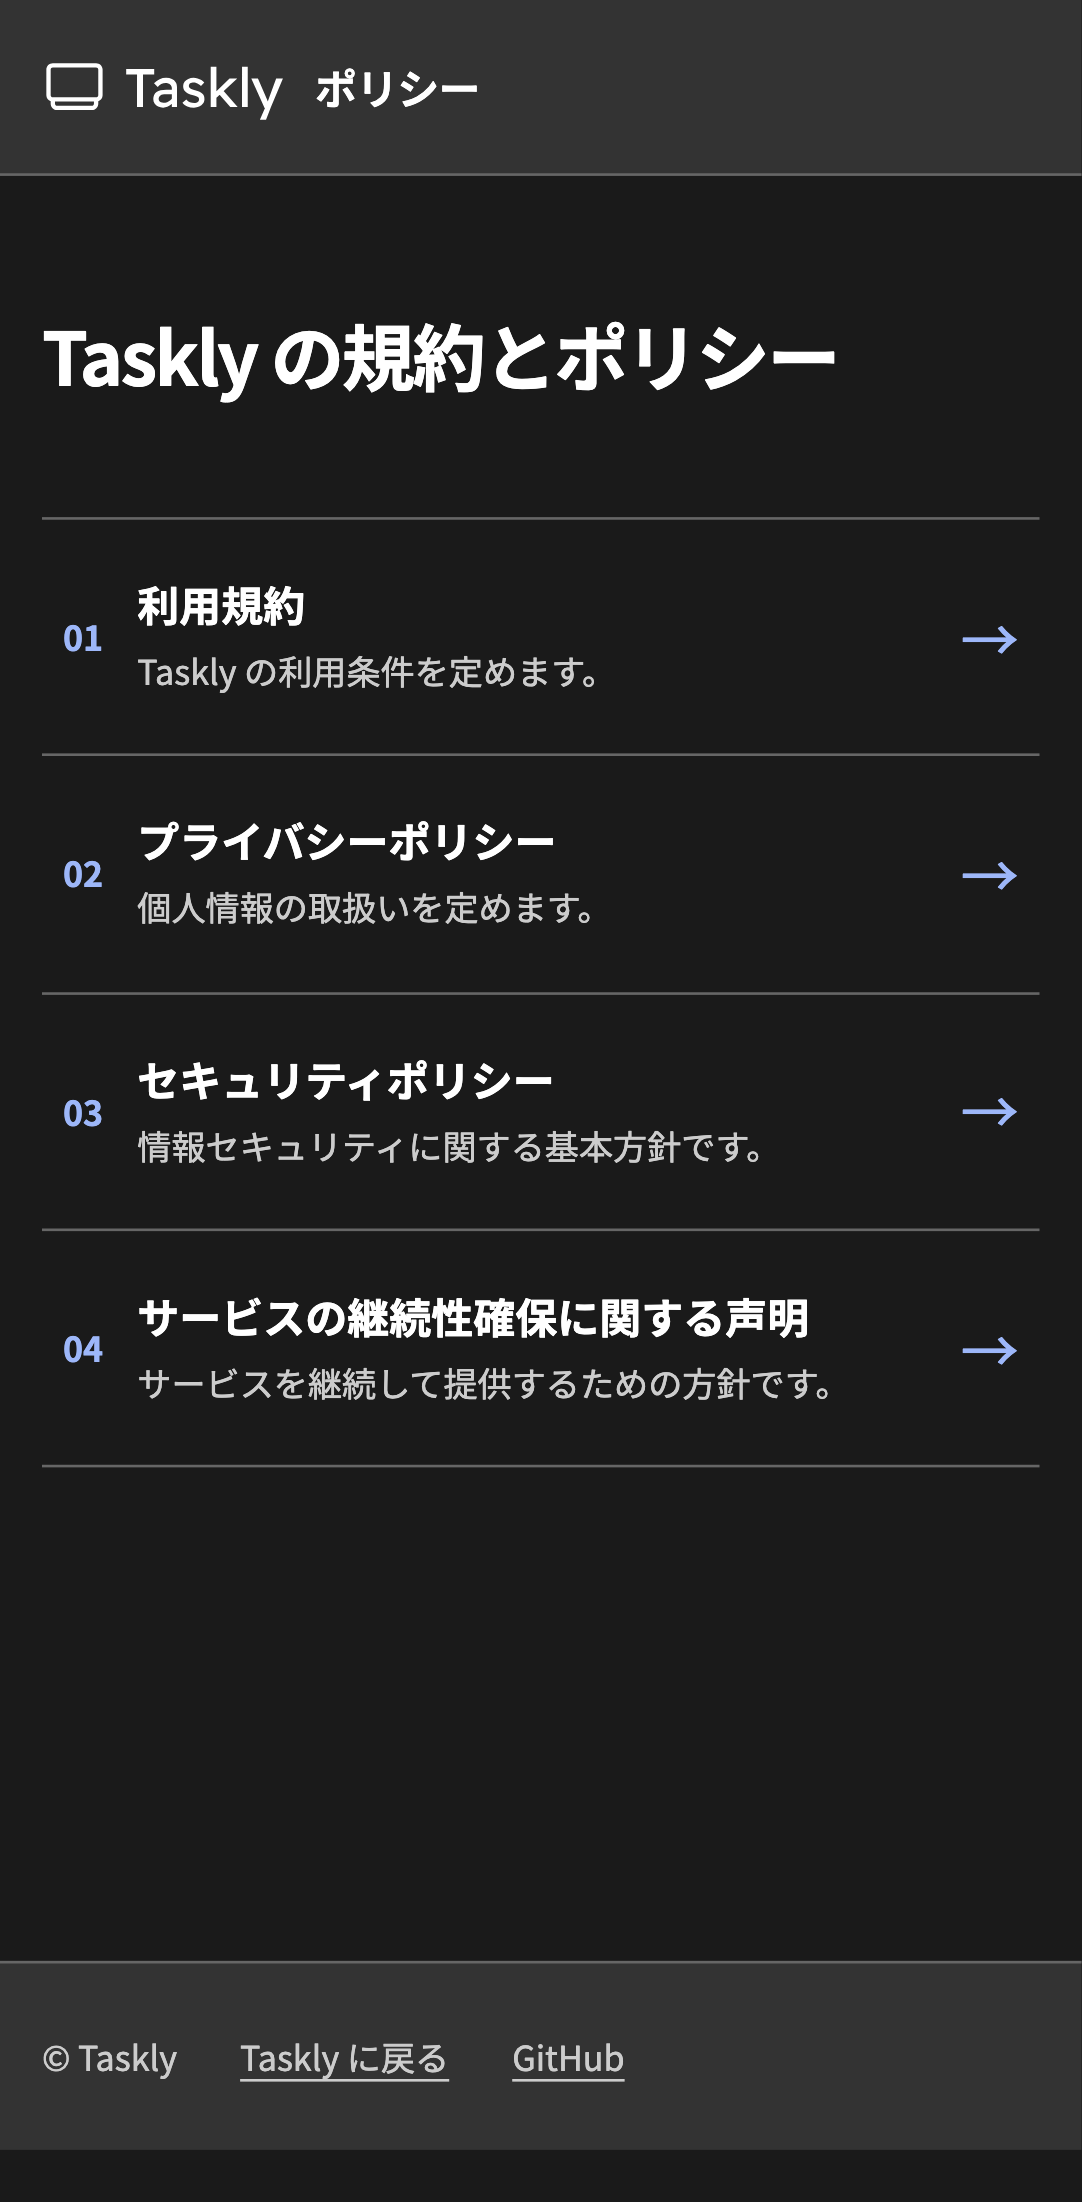 Taskly ポリシー
Taskly の規約とポリシー
01
利用規約
Taskly の利用条件を定めます。
→
02
プライバシーポリシー
個人情報の取扱いを定めます。
→
03
セキュリティポリシー
情報セキュリティに関する基本方針です。
→
04
サービスの継続性確保に関する声明
サービスを継続して提供するための方針です。
→
© Taskly Taskly に戻る GitHub